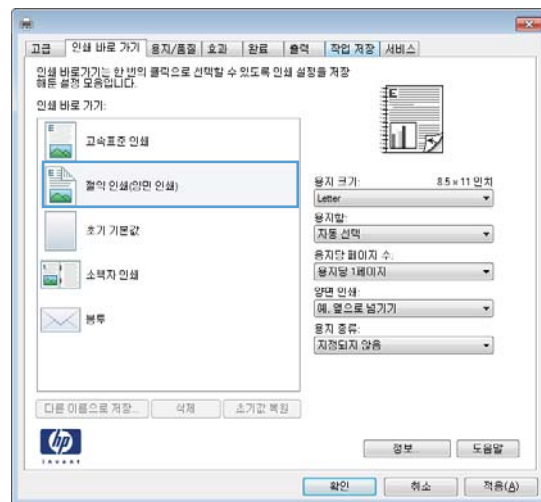 고급
인쇄 바로 가기
용지/품질
효과
완료
출력
작업 저장
서비스
인쇄 바로가기는 한 번의 클릭으로 선택할 수 있도록 인쇄 설정을 저장
해둔 설정 모음입니다.
인쇄 바로 가기:
고속표준 인쇄
절약 인쇄(양면 인쇄)
초기 기본값
소책자 인쇄
봉투
E
용지 크기: 8.5 × 11 인치
Letter
용지함:
자동 선택
용지당 페이지 수:
용지당 1페이지
양면 인쇄:
예, 옆으로 넘기기
용지 종류:
지정되지 않음
다른 이름으로 저장...
삭제
초기값 복원
hp
invent
정보...
도움말
확인
취소
적용(A)